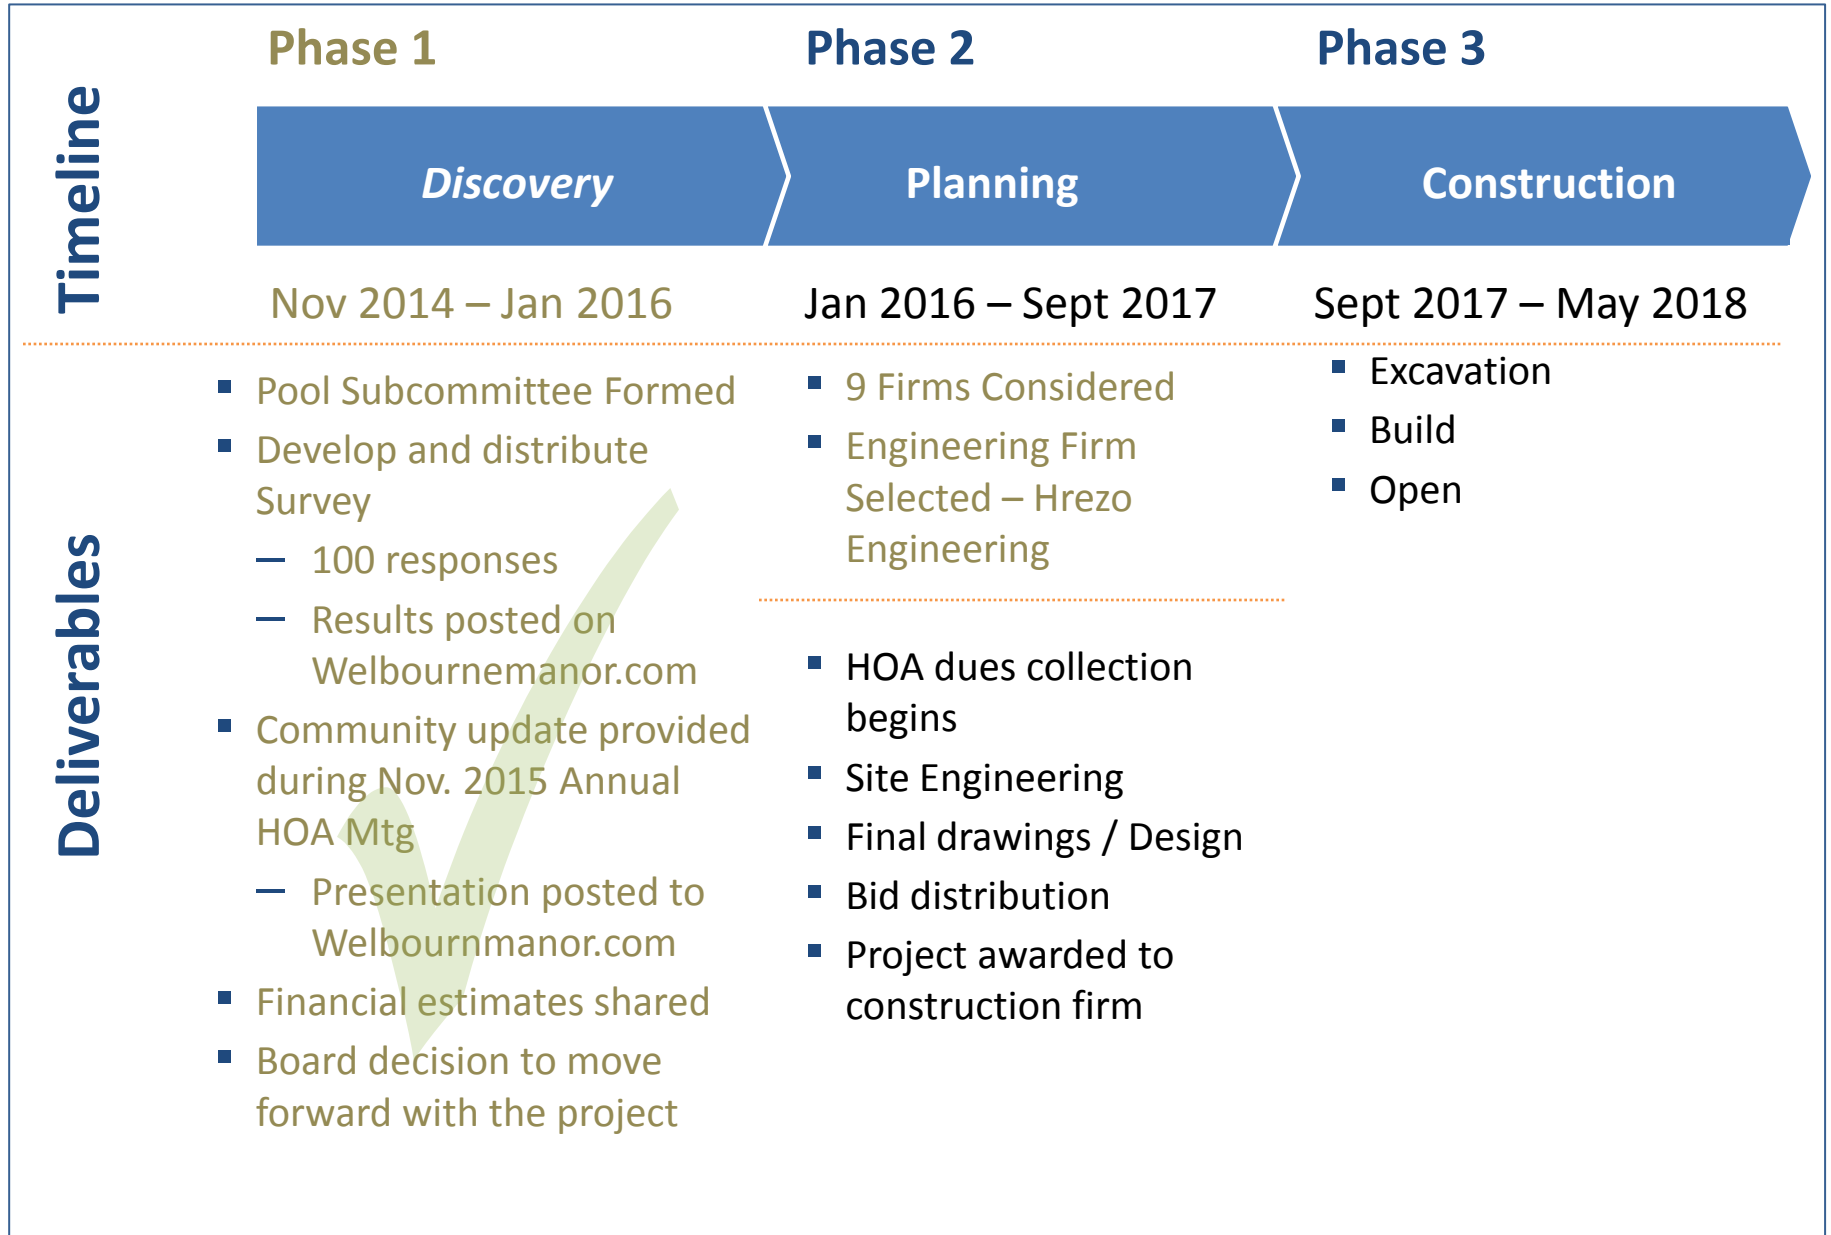 Phase 1
Phase 2
Phase 3
Timeline
Discovery
Planning
Construction
Nov 2014 – Jan 2016
Jan 2016 – Sept 2017
Sept 2017 – May 2018
Deliverables
▪ Pool Subcommittee Formed
▪ Develop and distribute
Survey
— 100 responses
— Results posted on
Welbournemanor.com
▪ Community update provided
during Nov. 2015 Annual
HOA Mtg
— Presentation posted to
Welbournmanor.com
▪ Financial estimates shared
▪ Board decision to move
forward with the project
▪ 9 Firms Considered
▪ Engineering Firm
Selected – Hrezo
Engineering
▪ HOA dues collection
begins
▪ Site Engineering
▪ Final drawings / Design
▪ Bid distribution
▪ Project awarded to
construction firm
▪ Excavation
▪ Build
▪ Open